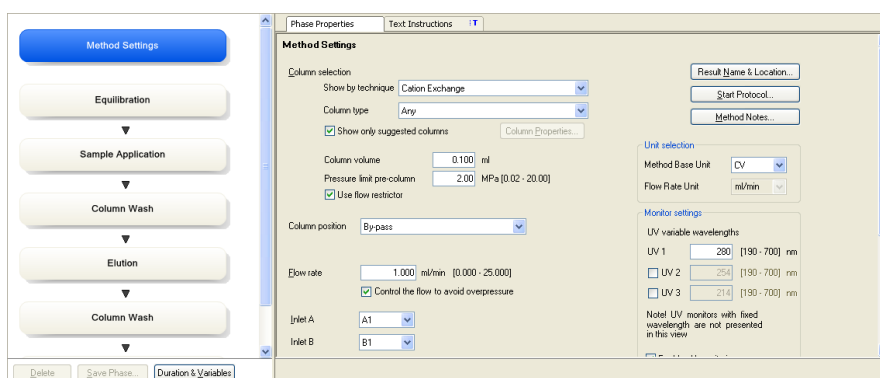 Phase Properties Text Instructions iT
Method Settings
Method Settings
Equilibration
Sample Application
Column Wash
Elution
Column Wash
Delete Save Phase... Duration & Variables
Column selection
Show by technique Cation Exchange
Column type Any
Show only suggested columns Column Properties...
Column volume 0.100 ml
Pressure limit pre-column 2.00 MPa [0.02 - 20.00]
Use flow restrictor
Column position By-pass
Flow rate 1.000 ml/min [0.000 - 25.000]
Control the flow to avoid overpressure
Inlet A A1
Inlet B B1
Result Name & Location...
Start Protocol...
Method Notes...
Unit selection
Method Base Unit CV
Flow Rate Unit ml/min
Monitor settings
UV variable wavelengths
UV 1 280 [190 - 700] nm
UV 2 254 [190 - 700] nm
UV 3 214 [190 - 700] nm
Note! UV monitors with fixed
wavelength are not presented
in this view